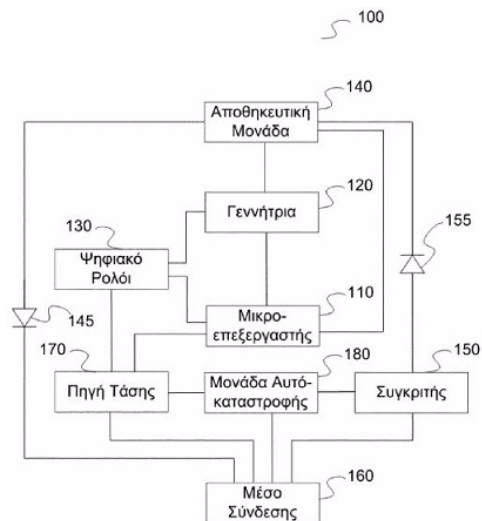 100
140
Αποθηκευτική
Μονάδα
120
Γεννήτρια
130
155
Ψηφιακό
Ρολόι
110
Μικρο-
επεξεργαστής
145
170
180
150
Πηγή Τάσης
Μονάδα Αυτό-
καταστροφής
Συγκριτής
160
Μέσο
Σύνδεσης